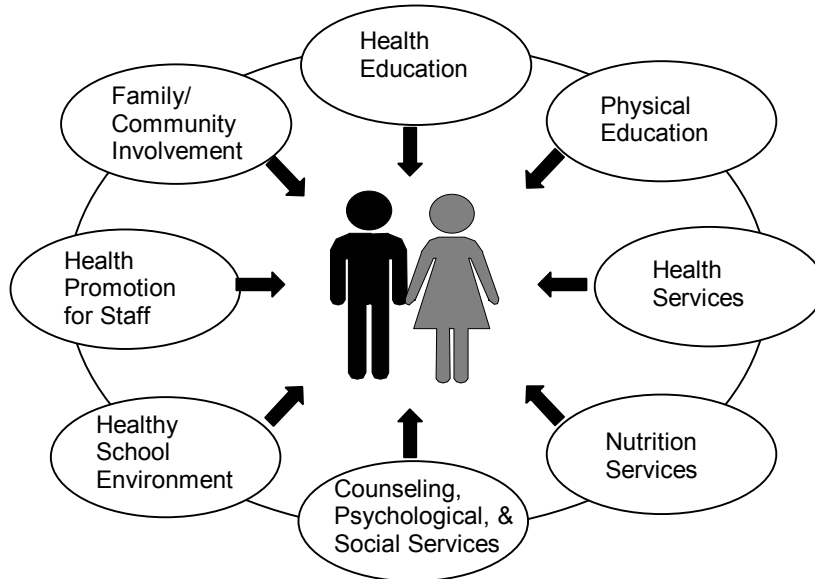 Health
Education
Physical
Education
Health
Services
Nutrition
Services
Counseling,
Psychological, &
Social Services
Healthy
School
Environment
Health
Promotion
for Staff
Family/
Community
Involvement